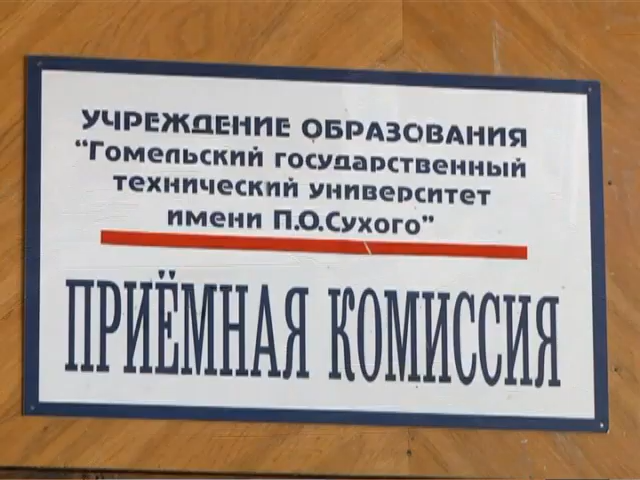 УЧРЕЖДЕНИЕ ОБРАЗОВАНИЯ
“Гомельский государственный
технический университет
имени П.О.Сухого”
ПРИЁМНАЯ КОМИССИЯ